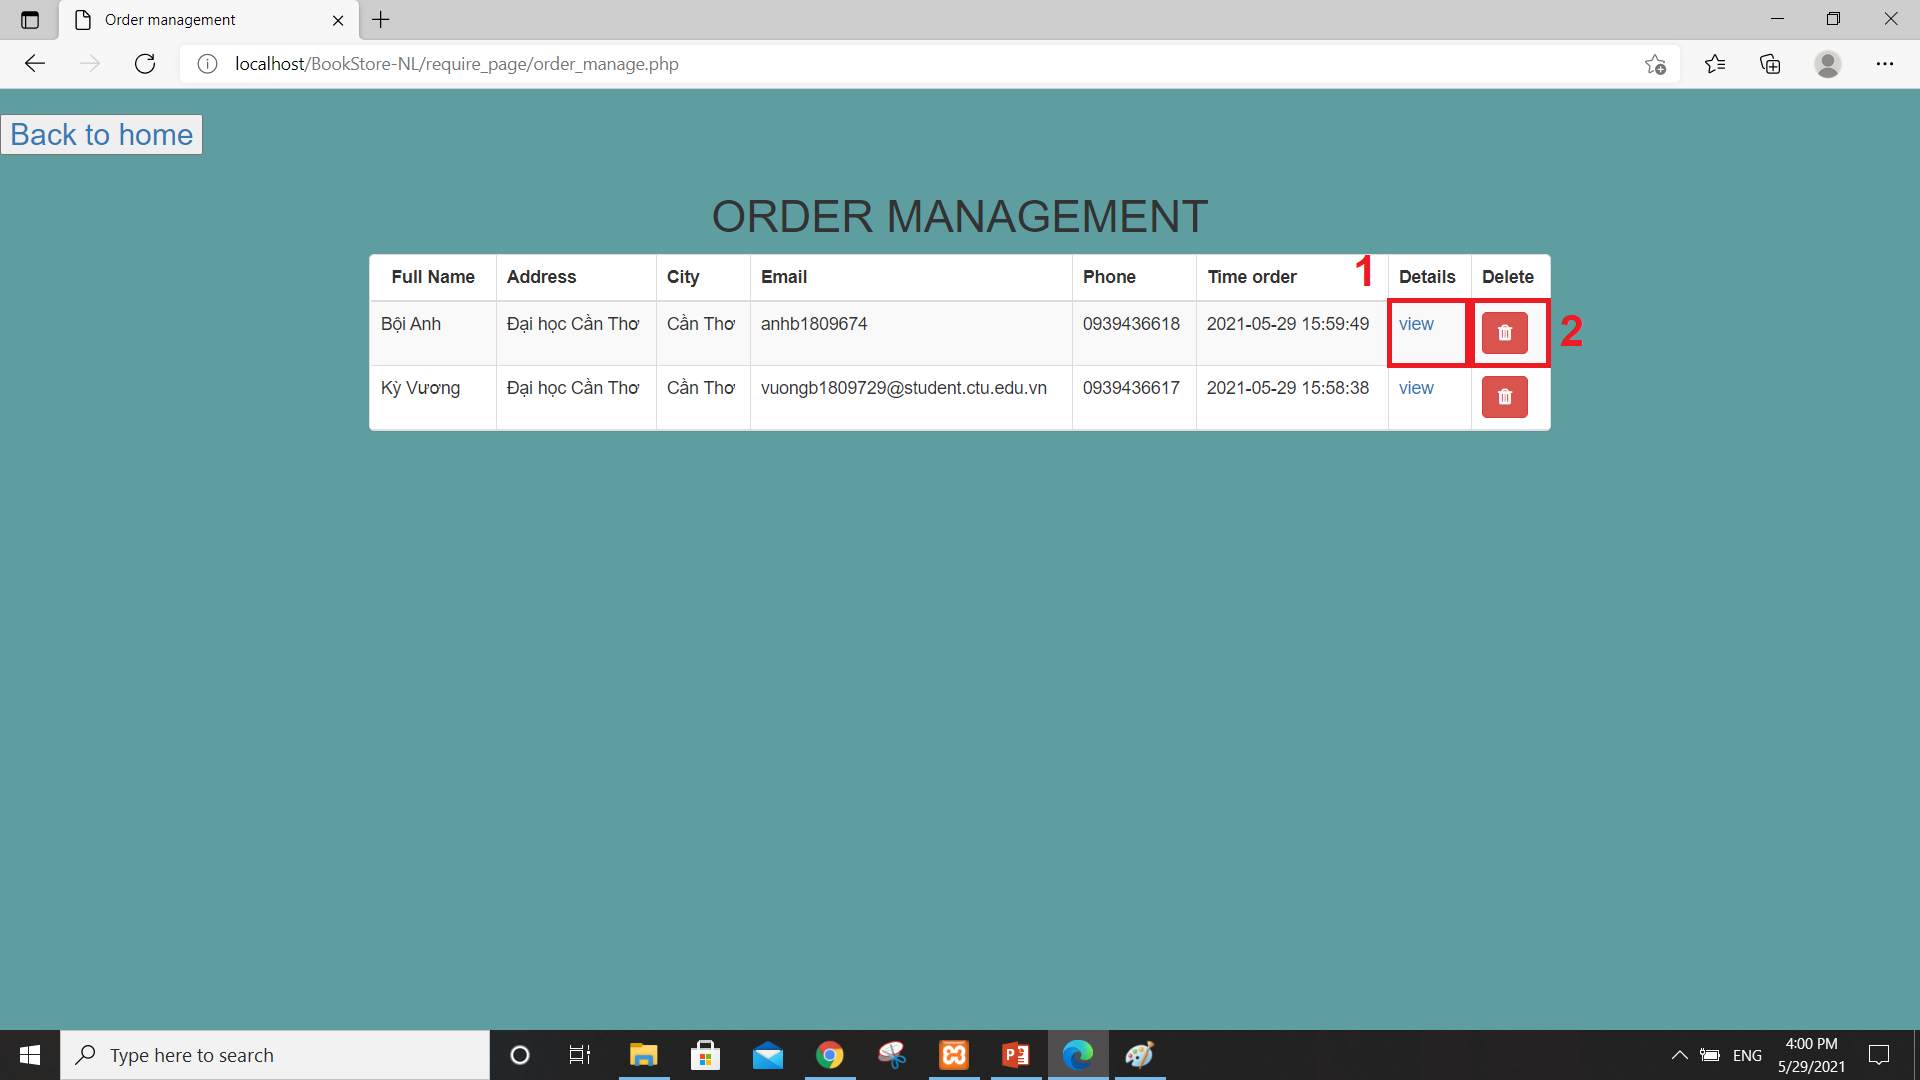 Order management
localhost/BookStore-NL/require_page/order_manage.php
Back to home
ORDER MANAGEMENT
Full Name Address City Email Phone Time order 1 Details Delete
Bội Anh Đại học Cần Thơ Cần Thơ anhb1809674 0939436618 2021-05-29 15:59:49 view 2
Kỳ Vương Đại học Cần Thơ Cần Thơ vuongb1809729@student.ctu.edu.vn 0939436617 2021-05-29 15:58:38 view
Type here to search
ENG
4:00 PM
5/29/2021